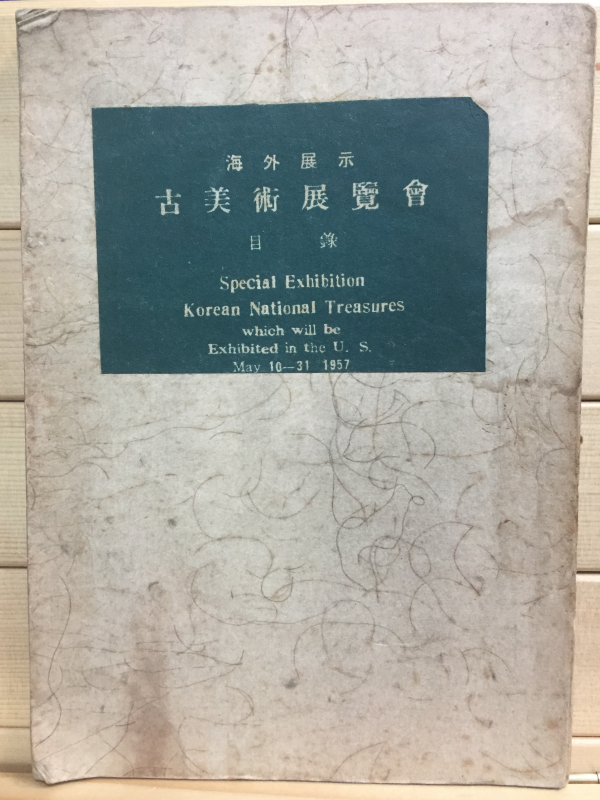 海外展示
古美術展覽會
目錄
Special Exhibition
Korean National Treasures
which will be
Exhibited in the U. S.
May 10—31 1957